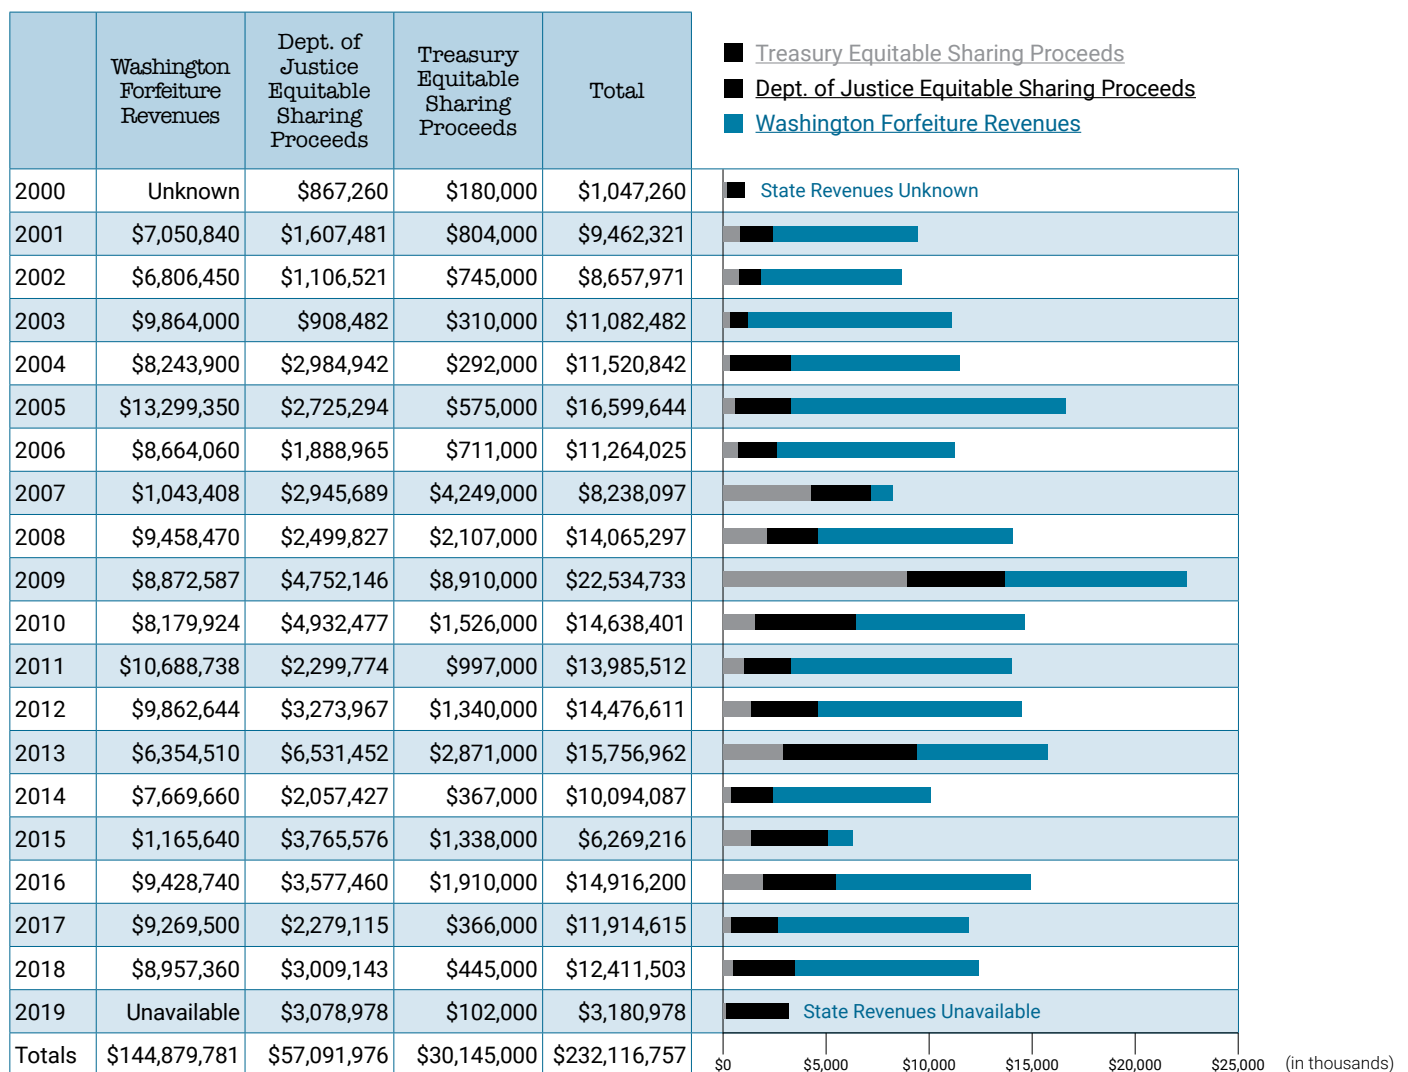 Washington
Forfeiture
Revenues
Dept. of
Justice
Equitable
Sharing
Proceeds
Treasury
Equitable
Sharing
Proceeds
Total
Treasury Equitable Sharing Proceeds
Dept. of Justice Equitable Sharing Proceeds
Washington Forfeiture Revenues
2000 Unknown $867,260 $180,000 $1,047,260 State Revenues Unknown
2001 $7,050,840 $1,607,481 $804,000 $9,462,321
2002 $6,806,450 $1,106,521 $745,000 $8,657,971
2003 $9,864,000 $908,482 $310,000 $11,082,482
2004 $8,243,900 $2,984,942 $292,000 $11,520,842
2005 $13,299,350 $2,725,294 $575,000 $16,599,644
2006 $8,664,060 $1,888,965 $711,000 $11,264,025
2007 $1,043,408 $2,945,689 $4,249,000 $8,238,097
2008 $9,458,470 $2,499,827 $2,107,000 $14,065,297
2009 $8,872,587 $4,752,146 $8,910,000 $22,534,733
2010 $8,179,924 $4,932,477 $1,526,000 $14,638,401
2011 $10,688,738 $2,299,774 $997,000 $13,985,512
2012 $9,862,644 $3,273,967 $1,340,000 $14,476,611
2013 $6,354,510 $6,531,452 $2,871,000 $15,756,962
2014 $7,669,660 $2,057,427 $367,000 $10,094,087
2015 $1,165,640 $3,765,576 $1,338,000 $6,269,216
2016 $9,428,740 $3,577,460 $1,910,000 $14,916,200
2017 $9,269,500 $2,279,115 $366,000 $11,914,615
2018 $8,957,360 $3,009,143 $445,000 $12,411,503
2019 Unavailable $3,078,978 $102,000 $3,180,978 State Revenues Unavailable
Totals $144,879,781 $57,091,976 $30,145,000 $232,116,757
$0 $5,000 $10,000 $15,000 $20,000 $25,000 (in thousands)